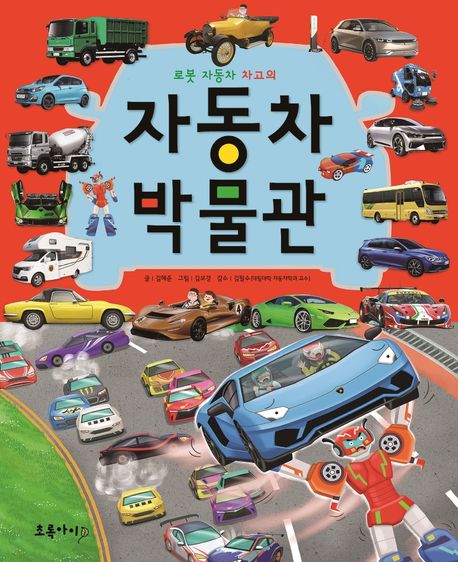 로봇 자동차 차고의
자동차
박물관
글 | 김혜준 그림 | 김보경 감수 | 김필수(대림대학 자동차학과 교수)
초록아이